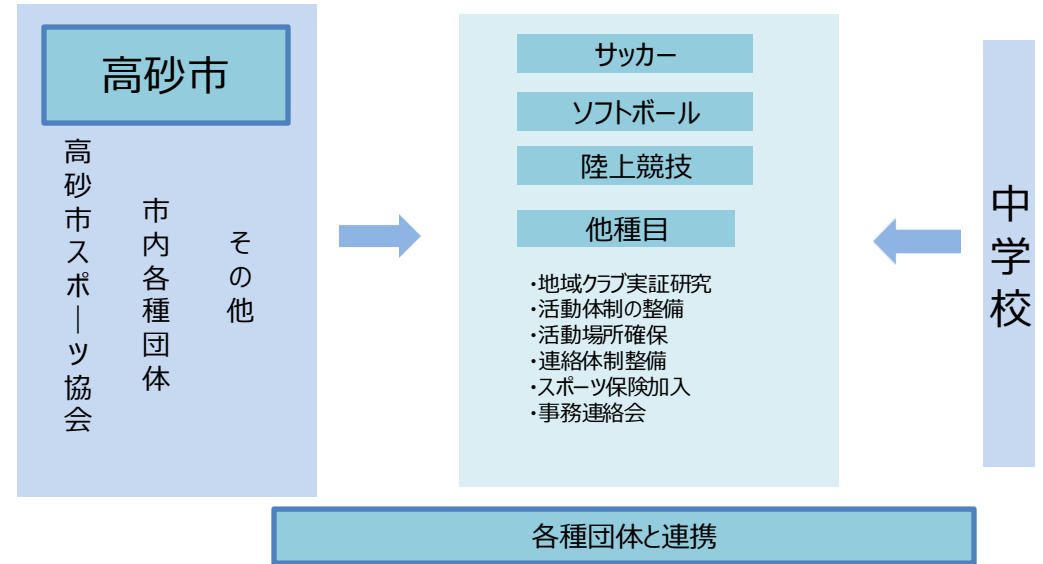 高砂市
高砂市スポーツ協会
市内各種団体
その他
サッカー
ソフトボール
陸上競技
他種目
・地域クラブ実証研究
・活動体制の整備
・活動場所確保
・連絡体制整備
・スポーツ保険加入
・事務連絡会
中学校
各種団体と連携